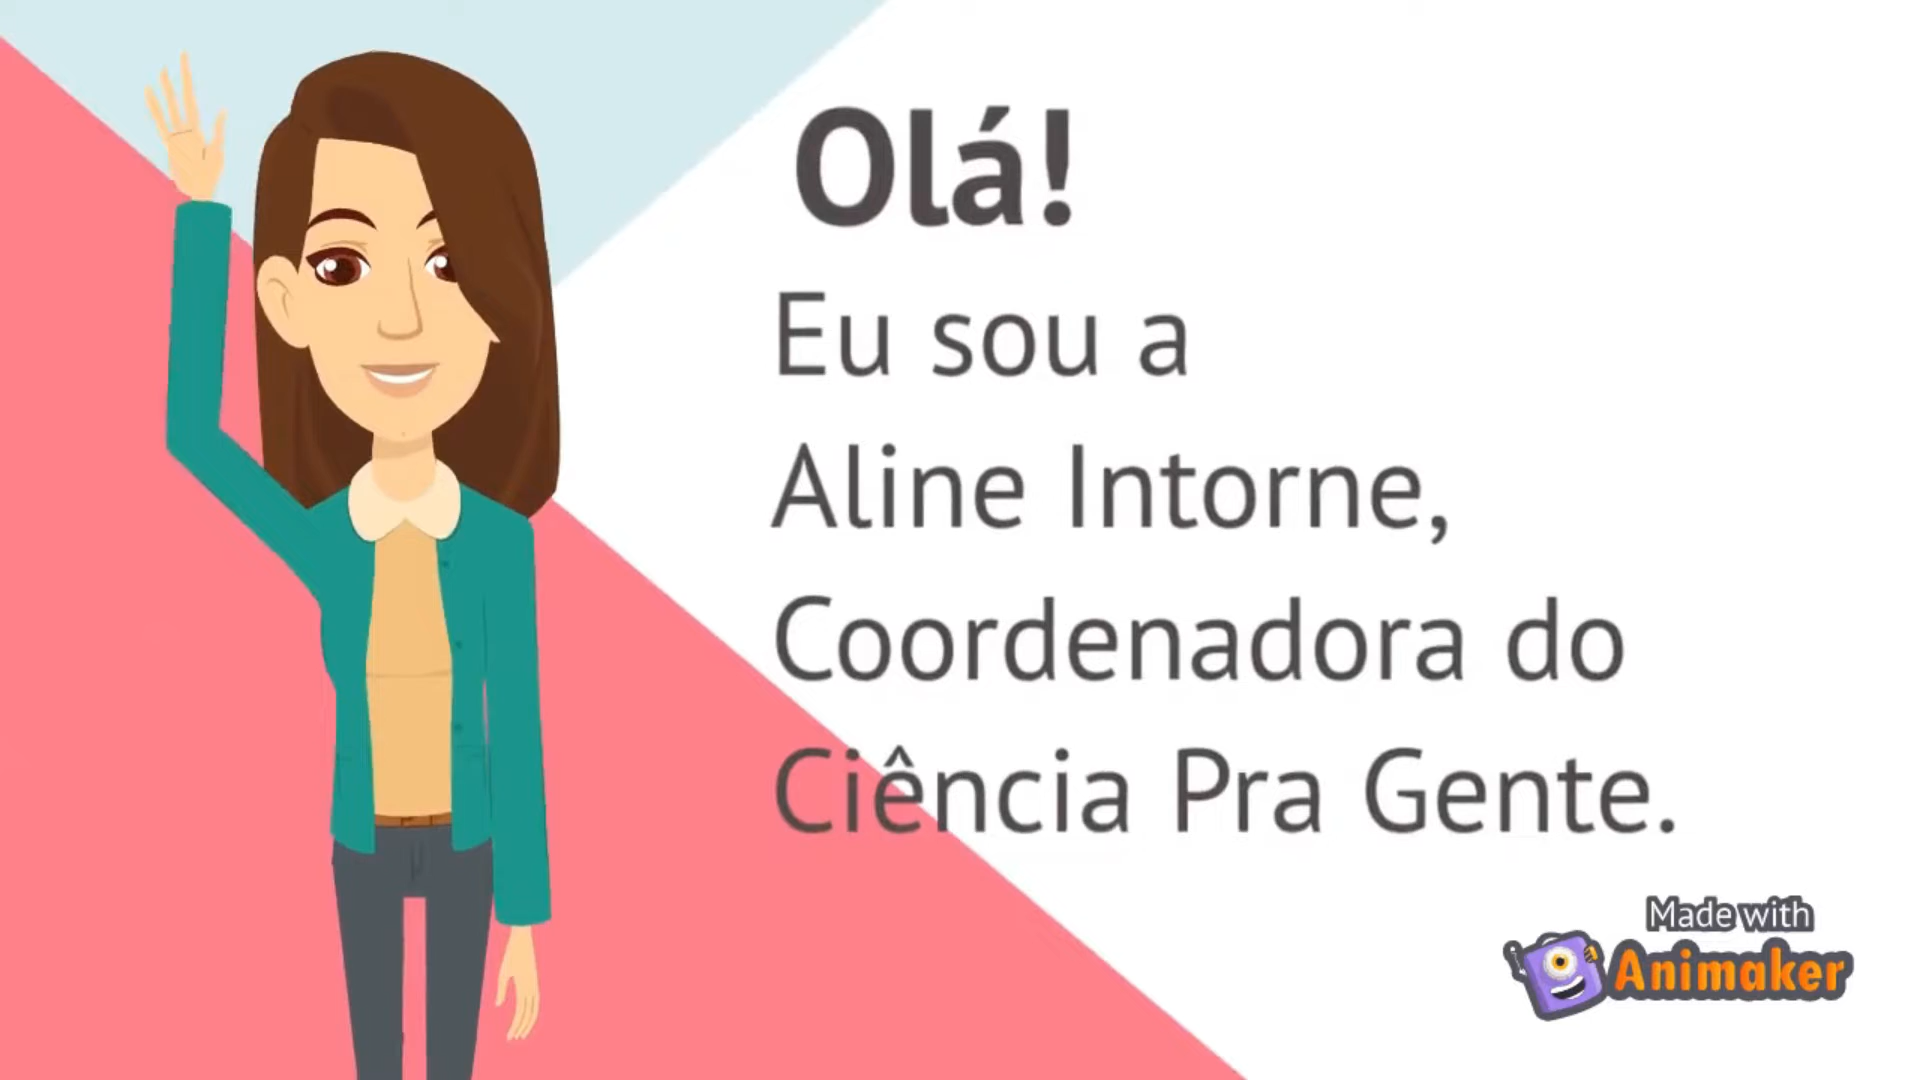 Olá!
Eu sou a
Aline Intorne,
Coordenadora do
Ciência Pra Gente.
Made with
Animaker